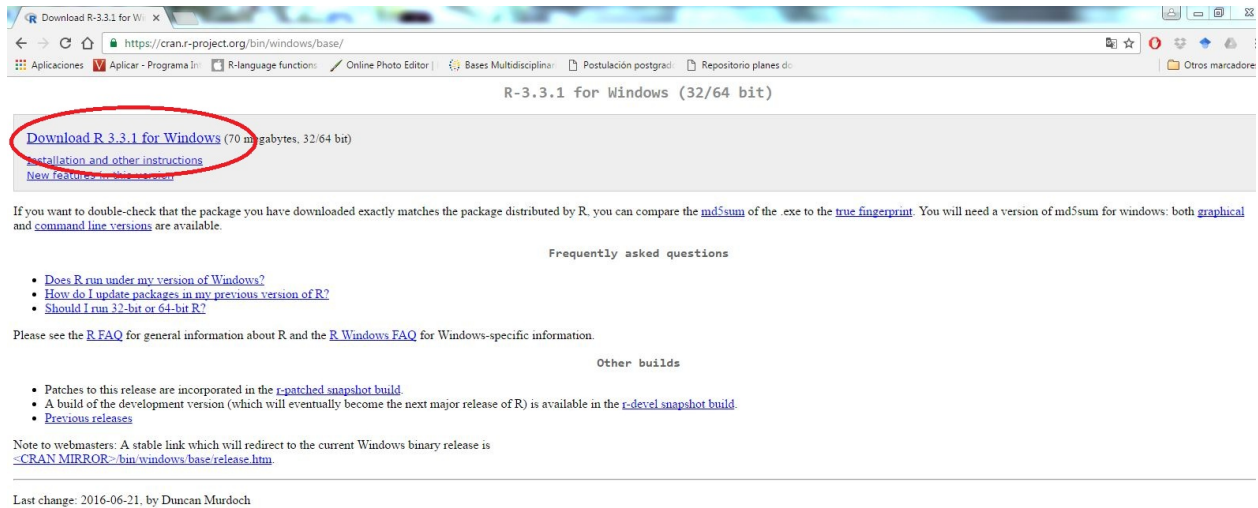 Download R-3.3.1 for Wi
https://cran.r-project.org/bin/windows/base/
Aplicaciones
Aplicar - Programa In
R-language functions
Online Photo Editor |
Bases Multidisciplinar
Postulación postgrad
Repositorio planes d
Otros marcadores
R-3.3.1 for Windows (32/64 bit)
Download R 3.3.1 for Windows (70 megabytes, 32/64 bit)
Installation and other instructions
New features in this version
If you want to double-check that the package you have downloaded exactly matches the package distributed by R, you can compare the md5sum of the .exe to the true fingerprint. You will need a version of md5sum for windows: both graphical
and command line versions are available.
Frequently asked questions
• Does R run under my version of Windows?
• How do I update packages in my previous version of R?
• Should I run 32-bit or 64-bit R?
Please see the R FAQ for general information about R and the R Windows FAQ for Windows-specific information.
Other builds
• Patches to this release are incorporated in the r-patched snapshot build.
• A build of the development version (which will eventually become the next major release of R) is available in the r-devel snapshot build.
• Previous releases
Note to webmasters: A stable link which will redirect to the current Windows binary release is
<CRAN MIRROR>/bin/windows/base/release.htm.
Last change: 2016-06-21, by Duncan Murdoch